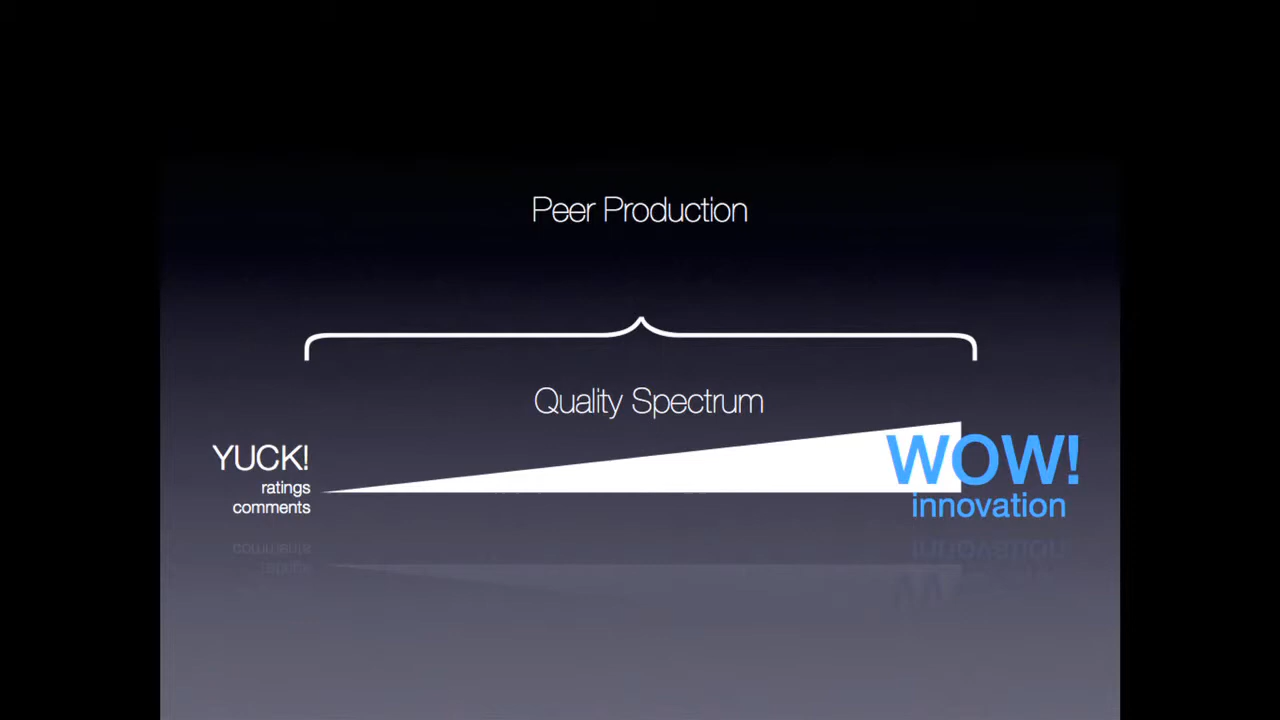 Peer Production
Quality Spectrum
YUCK!
ratings
comments
WOW!
innovation